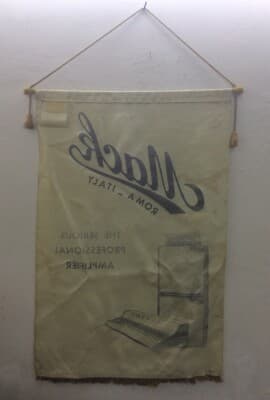 Mack
ROMA - ITALY
THE SERIOUS
PROFESSIONAL
AMPLIFIER